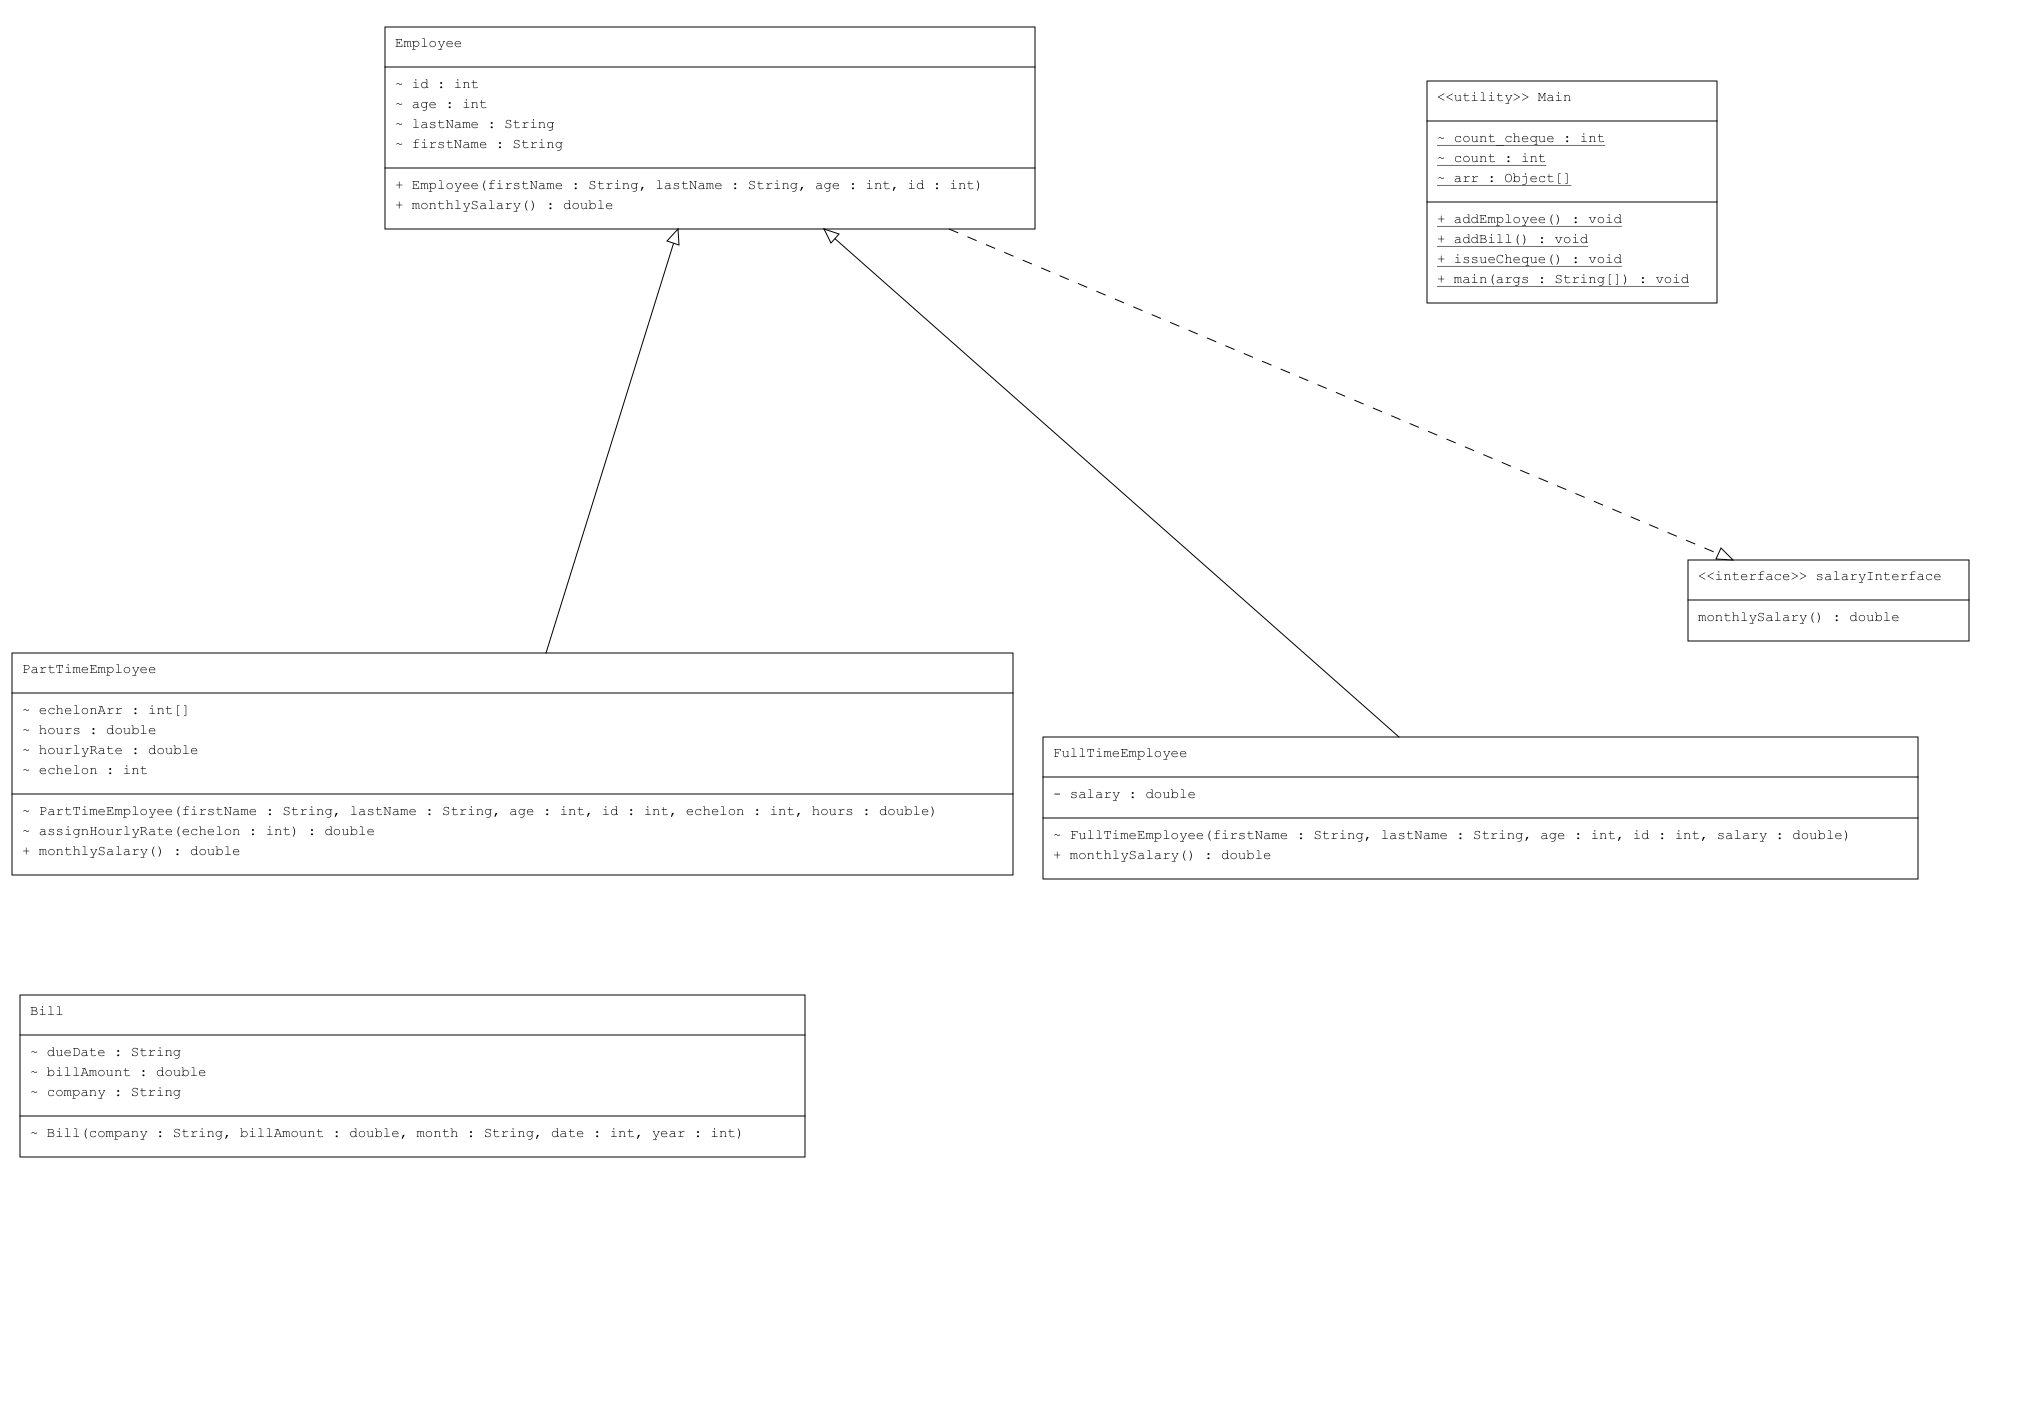 Employee
~ id : int
~ age : int
~ lastName : String
~ firstName : String
+ Employee(firstName : String, lastName : String, age : int, id : int)
+ monthlySalary() : double
<<utility>> Main
~ count_cheque : int
~ count : int
~ arr : Object[]
+ addEmployee() : void
+ addBill() : void
+ issueCheque() : void
+ main(args : String[]) : void
<<interface>> salaryInterface
monthlySalary() : double
PartTimeEmployee
~ echelonArr : int[]
~ hours : double
~ hourlyRate : double
~ echelon : int
~ PartTimeEmployee(firstName : String, lastName : String, age : int, id : int, echelon : int, hours : double)
~ assignHourlyRate(echelon : int) : double
+ monthlySalary() : double
FullTimeEmployee
- salary : double
~ FullTimeEmployee(firstName : String, lastName : String, age : int, id : int, salary : double)
+ monthlySalary() : double
Bill
~ dueDate : String
~ billAmount : double
~ company : String
~ Bill(company : String, billAmount : double, month : String, date : int, year : int)